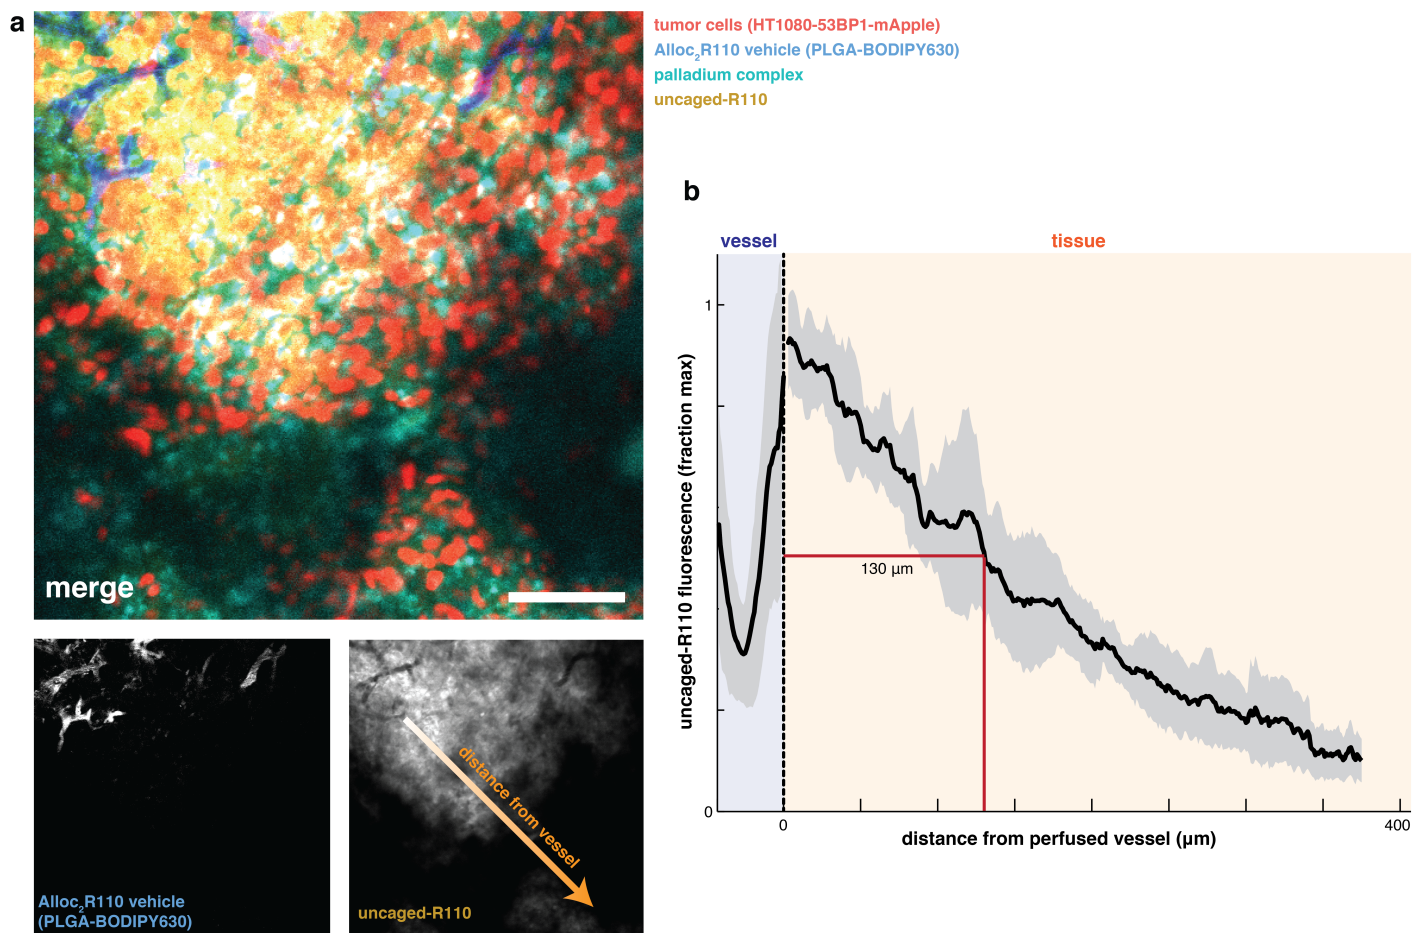 a
tumor cells (HT1080-53BP1-mApple)
Alloc₂R110 vehicle (PLGA-BODIPY630)
palladium complex
uncaged-R110
merge
Alloc₂R110 vehicle
(PLGA-BODIPY630)
distance from vessel
uncaged-R110
b
vessel
tissue
uncaged-R110 fluorescence (fraction max)
1
0
130 µm
0
400
distance from perfused vessel (µm)